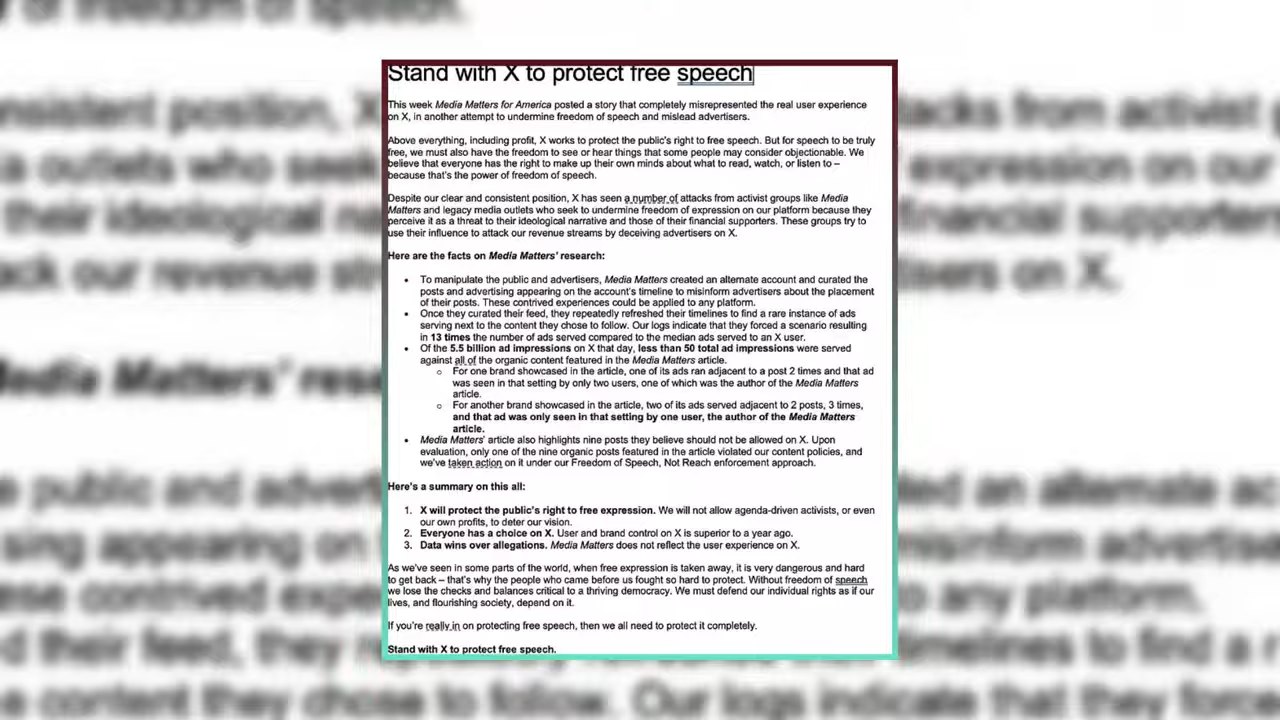 Stand with X to protect free speech
This week Media Matters for America posted a story that completely misrepresented the real user experience
on X, in another attempt to undermine freedom of speech and mislead advertisers.
Above everything, including profit, X works to protect the public's right to free speech. But for speech to be truly
free, we must also have the freedom to see or hear things that some people may consider objectionable. We
believe that everyone has the right to make up their own minds about what to read, watch, or listen to –
because that's the power of freedom of speech.
Despite our clear and consistent position, X has seen a number of attacks from activist groups like Media
Matters and legacy media outlets who seek to undermine freedom of expression on our platform because they
perceive it as a threat to their ideological narrative and those of their financial supporters. These groups try to
use their influence to attack our revenue streams by deceiving advertisers on X.
Here are the facts on Media Matters' research:
• To manipulate the public and advertisers, Media Matters created an alternate account and curated the
posts and advertising appearing on the account's timeline to misinform advertisers about the placement
of their posts. These contrived experiences could be applied to any platform.
• Once they curated their feed, they repeatedly refreshed their timelines to find a rare instance of ads
serving next to the content they chose to follow. Our logs indicate that they forced a scenario resulting
in 13 times the number of ads served compared to the median ads served to an X user.
• Of the 5.5 billion ad impressions on X that day, less than 50 total ad impressions were served
against all of the organic content featured in the Media Matters article.
o For one brand showcased in the article, one of its ads ran adjacent to a post 2 times and that ad
was seen in that setting by only two users, one of which was the author of the Media Matters
article.
o For another brand showcased in the article, two of its ads served adjacent to 2 posts, 3 times,
and that ad was only seen in that setting by one user, the author of the Media Matters
article.
• Media Matters' article also highlights nine posts they believe should not be allowed on X. Upon
evaluation, only one of the nine organic posts featured in the article violated our content policies, and
we've taken action on it under our Freedom of Speech, Not Reach enforcement approach.
Here's a summary on this all:
1. X will protect the public's right to free expression. We will not allow agenda-driven activists, or even
our own profits, to deter our vision.
2. Everyone has a choice on X. User and brand control on X is superior to a year ago.
3. Data wins over allegations. Media Matters does not reflect the user experience on X.
As we've seen in some parts of the world, when free expression is taken away, it is very dangerous and hard
to get back – that's why the people who came before us fought so hard to protect. Without freedom of speech
we lose the checks and balances critical to a thriving democracy. We must defend our individual rights as if our
lives, and flourishing society, depend on it.
If you're really in on protecting free speech, then we all need to protect it completely.
Stand with X to protect free speech.